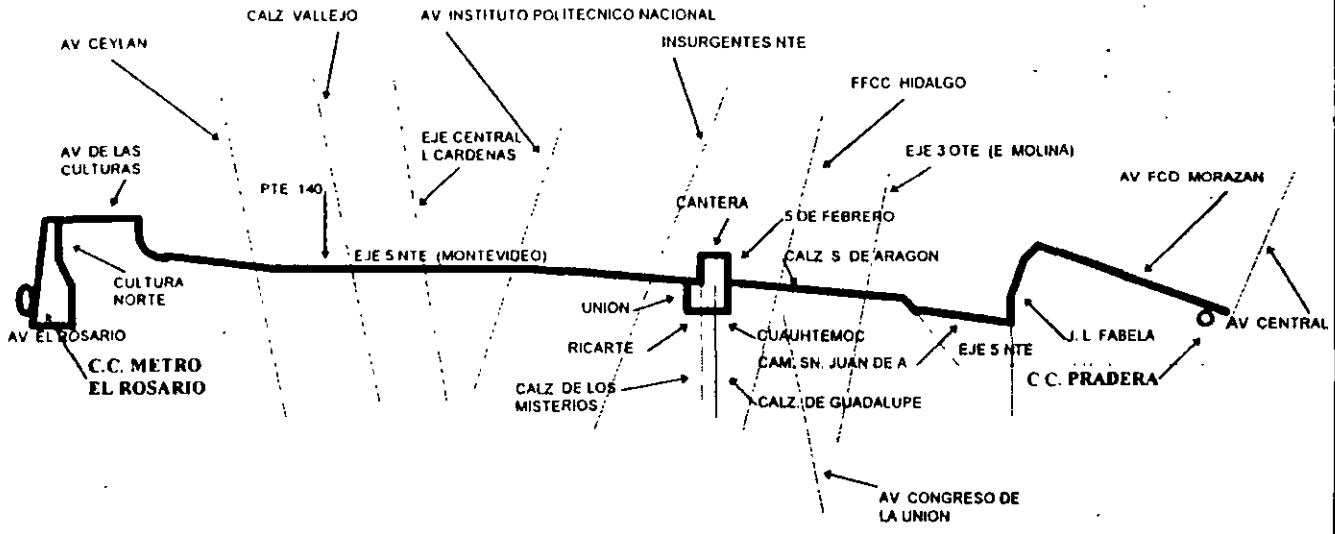 CALZ VALLEJO
AV INSTITUTO POLITECNICO NACIONAL
AV CEYLAN
INSURGENTES NTE
FFCC HIDALGO
AV DE LAS
CULTURAS
EJE CENTRAL
L CARDENAS
EJE 3 OTE (E MOLINA)
AV FCO MORAZAN
PTE 140
CANTERA
5 DE FEBRERO
EJE 5 NTE (MONTEVIDEO)
CALZ S DE ARAGON
CULTURA
NORTE
UNION
AV EL ROSARIO
RICARTE
CUAUHTEMOC
EJE 5 NTE
J. L FABELA
AV CENTRAL
C.C. METRO
EL ROSARIO
CAM. SN. JUAN DE A
C C. PRADERA
CALZ DE LOS
MISTERIOS
CALZ. DE GUADALUPE
AV CONGRESO DE
LA UNION